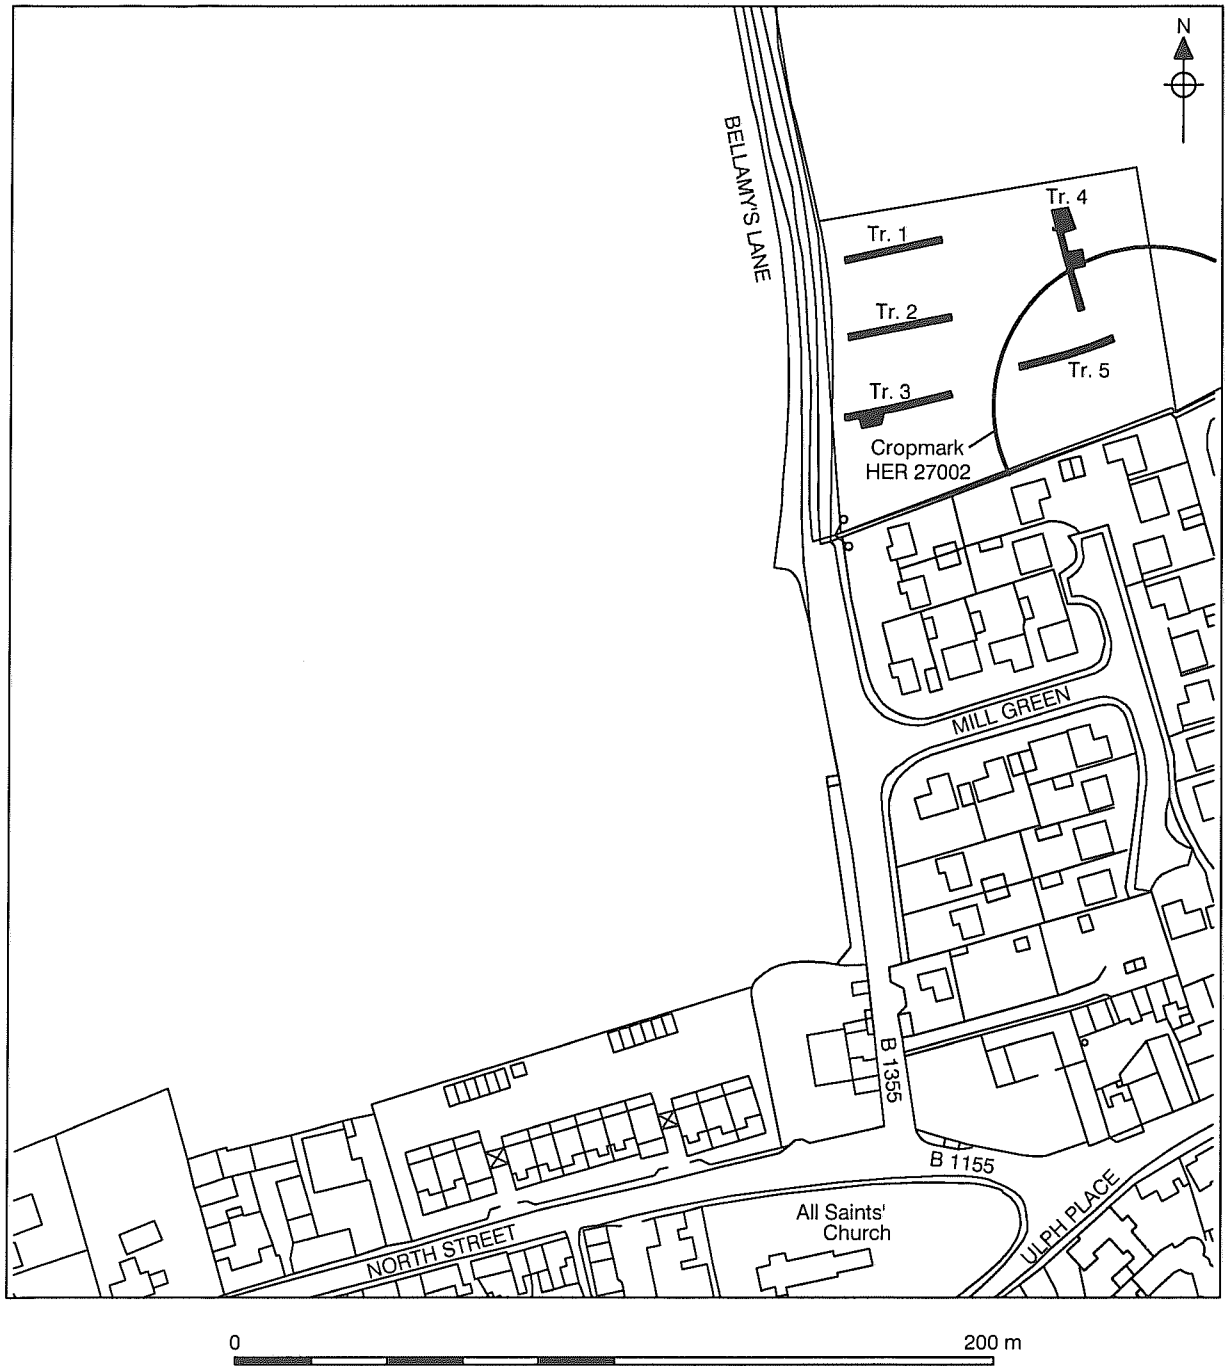 N
BELLAMY'S LANE
Tr. 4
Tr. 1
Tr. 2
Tr. 5
Tr. 3
Cropmark
HER 27002
MILL GREEN
B 1355
B 1155
ULPH PLACE
All Saints'
Church
NORTH STREET
0
200 m